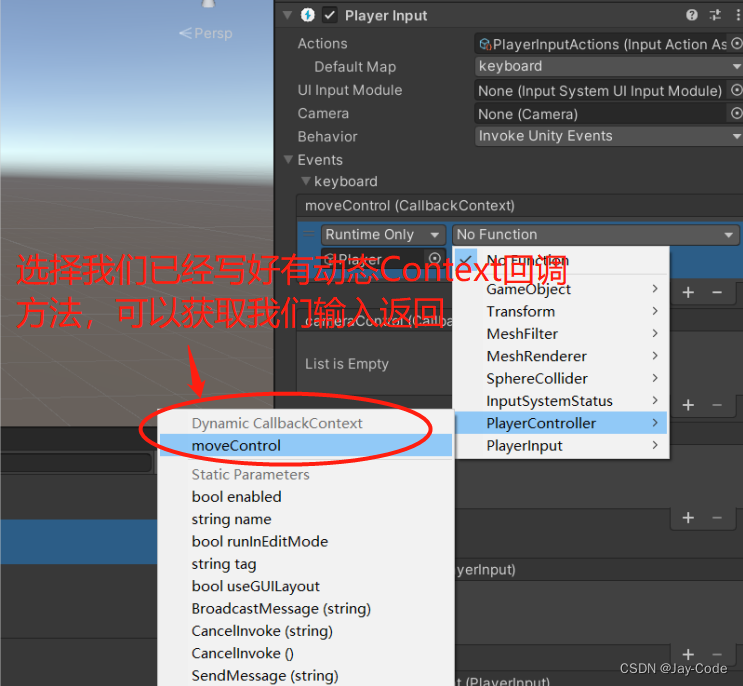 Player Input
Persp
Actions PlayerInputActions (Input Action As
Default Map keyboard
UI Input Module None (Input System UI Input Module)
Camera None (Camera)
Behavior Invoke Unity Events
Events
keyboard
moveControl (CallbackContext)
Runtime Only No Function
Player
No Function
选择我们已经写好有动态Context回调
方法，可以获取我们输入返回
GameObject
Transform
cameraControl (Callba
MeshFilter
MeshRenderer
List is Empty
SphereCollider
InputSystemStatus
PlayerController
PlayerInput
Dynamic CallbackContext
moveControl
Static Parameters
bool enabled
string name
bool runInEditMode
string tag
yerInput)
bool useGUILayout
BroadcastMessage (string)
CancelInvoke (string)
CancelInvoke ()
SendMessage (string)
t (PlayerInput)
CSDN @Jay-Code